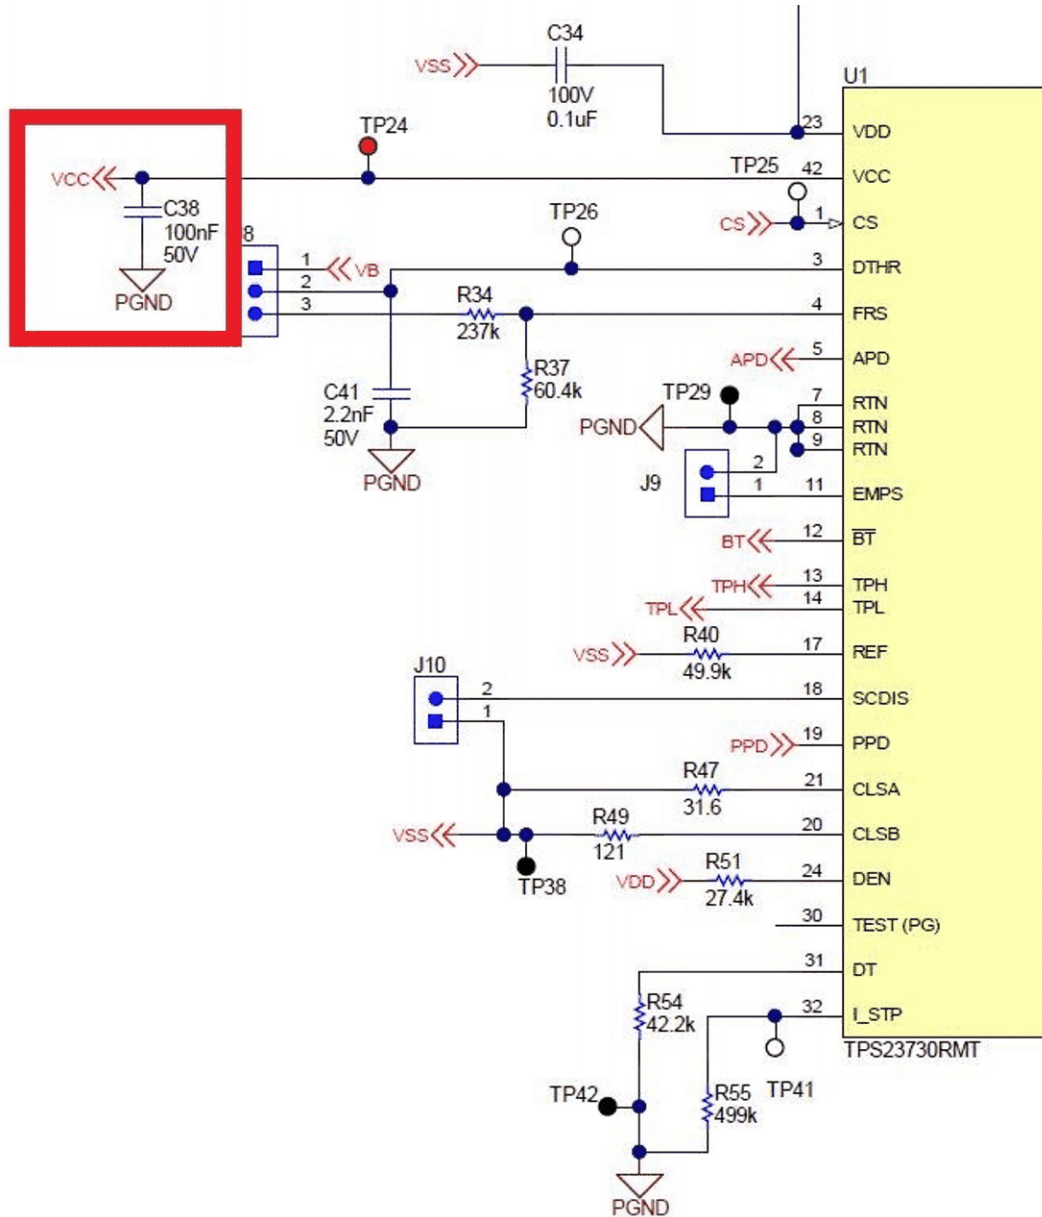 C34
VSS
100V
0.1uF
U1
TP24
23 VDD
TP25
VCC
42 VCC
C38
100nF
50V
PGND
8
TP26
CS
1 CS
1 VB
2
3
3 DTHR
R34
237k
4 FRS
R37
60.4k
APD
5 APD
C41
2.2nF
50V
PGND
TP29
PGND
7 RTN
8 RTN
9 RTN
J9
2
1
11 EMPS
BT
12 BT
TPH
13 TPH
TPL
14 TPL
VSS
R40
49.9k
17 REF
J10
2
1
18 SCDIS
PPD
19 PPD
R47
31.6
21 CLSA
VSS
R49
121
20 CLSB
TP38
VDD
R51
27.4k
24 DEN
30 TEST (PG)
31 DT
R54
42.2k
32 I_STP
TPS23730RMT
TP41
TP42
R55
499k
PGND